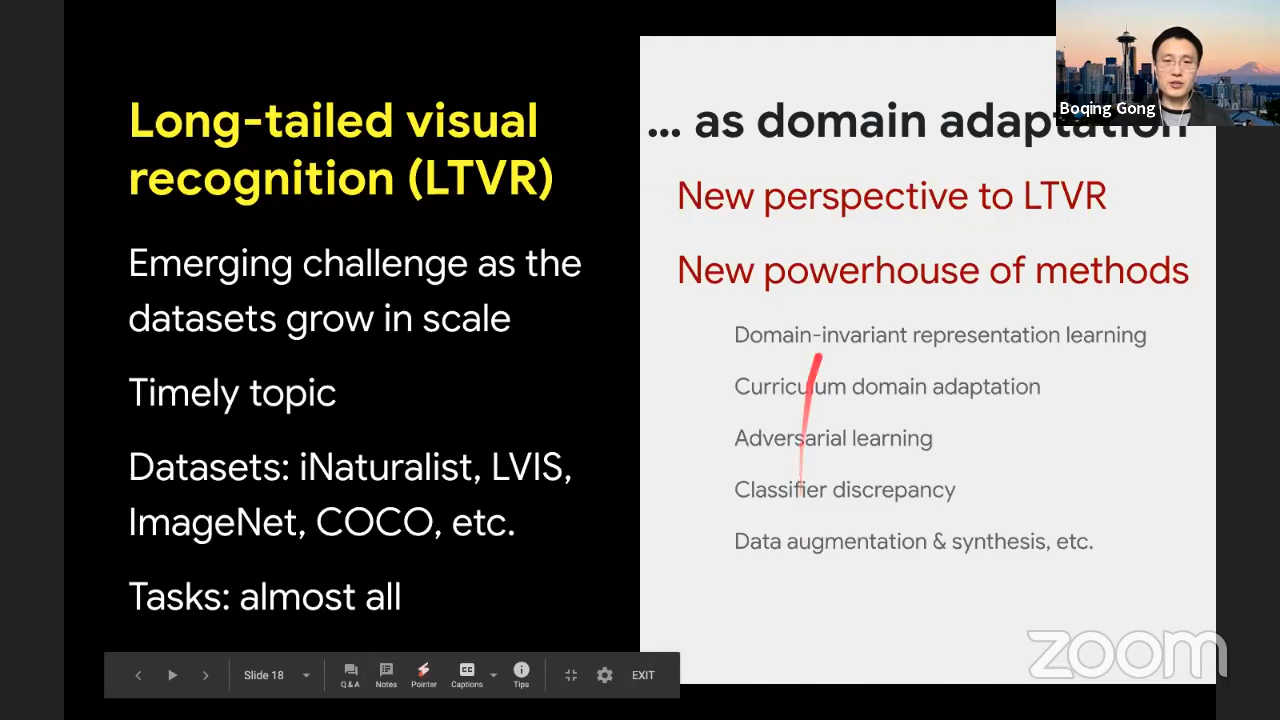 Long-tailed visual
recognition (LTVR)
Emerging challenge as the
datasets grow in scale
Timely topic
Datasets: iNaturalist, LVIS,
ImageNet, COCO, etc.
Tasks: almost all
... as domain adaptation
New perspective to LTVR
New powerhouse of methods
Domain-invariant representation learning
Curriculum domain adaptation
Adversarial learning
Classifier discrepancy
Data augmentation & synthesis, etc.
Boqing Gong
Slide 18
Q & A
Notes
Pointer
CC
Captions
Tips
EXIT
zoom